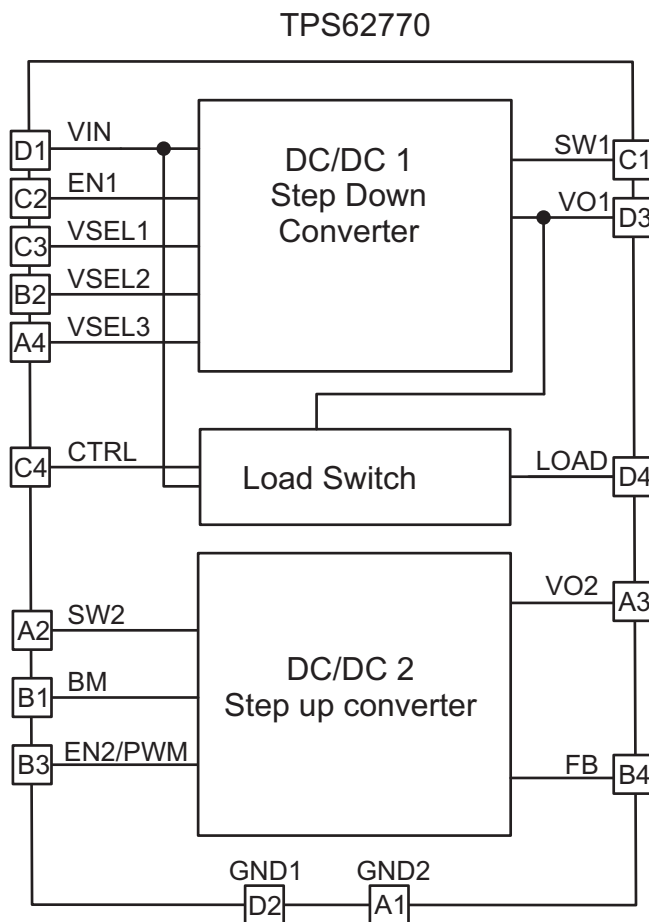 TPS62770
D1 VIN
C2 EN1
C3 VSEL1
B2 VSEL2
A4 VSEL3
DC/DC 1
Step Down
Converter
SW1 C1
VO1 D3
C4 CTRL
Load Switch
LOAD D4
A2 SW2
B1 BM
B3 EN2/PWM
DC/DC 2
Step up converter
VO2 A3
FB B4
GND1 GND2
D2 A1